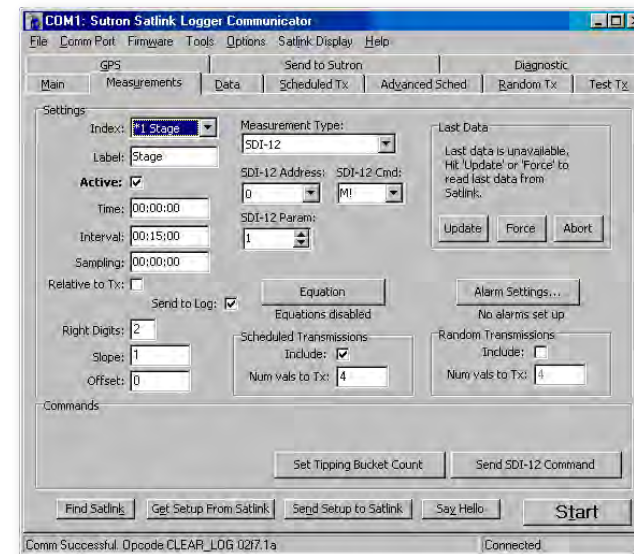 COM1: Sutron Satlink Logger Communicator
File Comm Port Firmware Tools Options Satlink Display Help
GPS Send to Sutron Diagnostic
Main Measurements Data Scheduled Tx Advanced Sched Random Tx Test Tx
Settings
Index: *1 Stage
Label: Stage
Active:
Time: 00:00:00
Interval: 00:15:00
Sampling: 00:00:00
Relative to Tx:
Send to Log:
Right Digits: 2
Slope: 1
Offset: 0
Measurement Type:
SDI-12
SDI-12 Address: SDI-12 Cmd:
0 M!
SDI-12 Param:
1
Equation
Equations disabled
Scheduled Transmissions
Include:
Num vals to Tx: 4
Last Data
Last data is unavailable.
Hit 'Update' or 'Force' to
read last data from
Satlink.
Update Force Abort
Alarm Settings...
No alarms set up
Random Transmissions
Include:
Num vals to Tx: 4
Commands
Set Tipping Bucket Count Send SDI-12 Command
Find Satlink Get Setup From Satlink Send Setup to Satlink Say Hello Start
Comm Successful. Opcode CLEAR_LOG 02f7.1a Connected